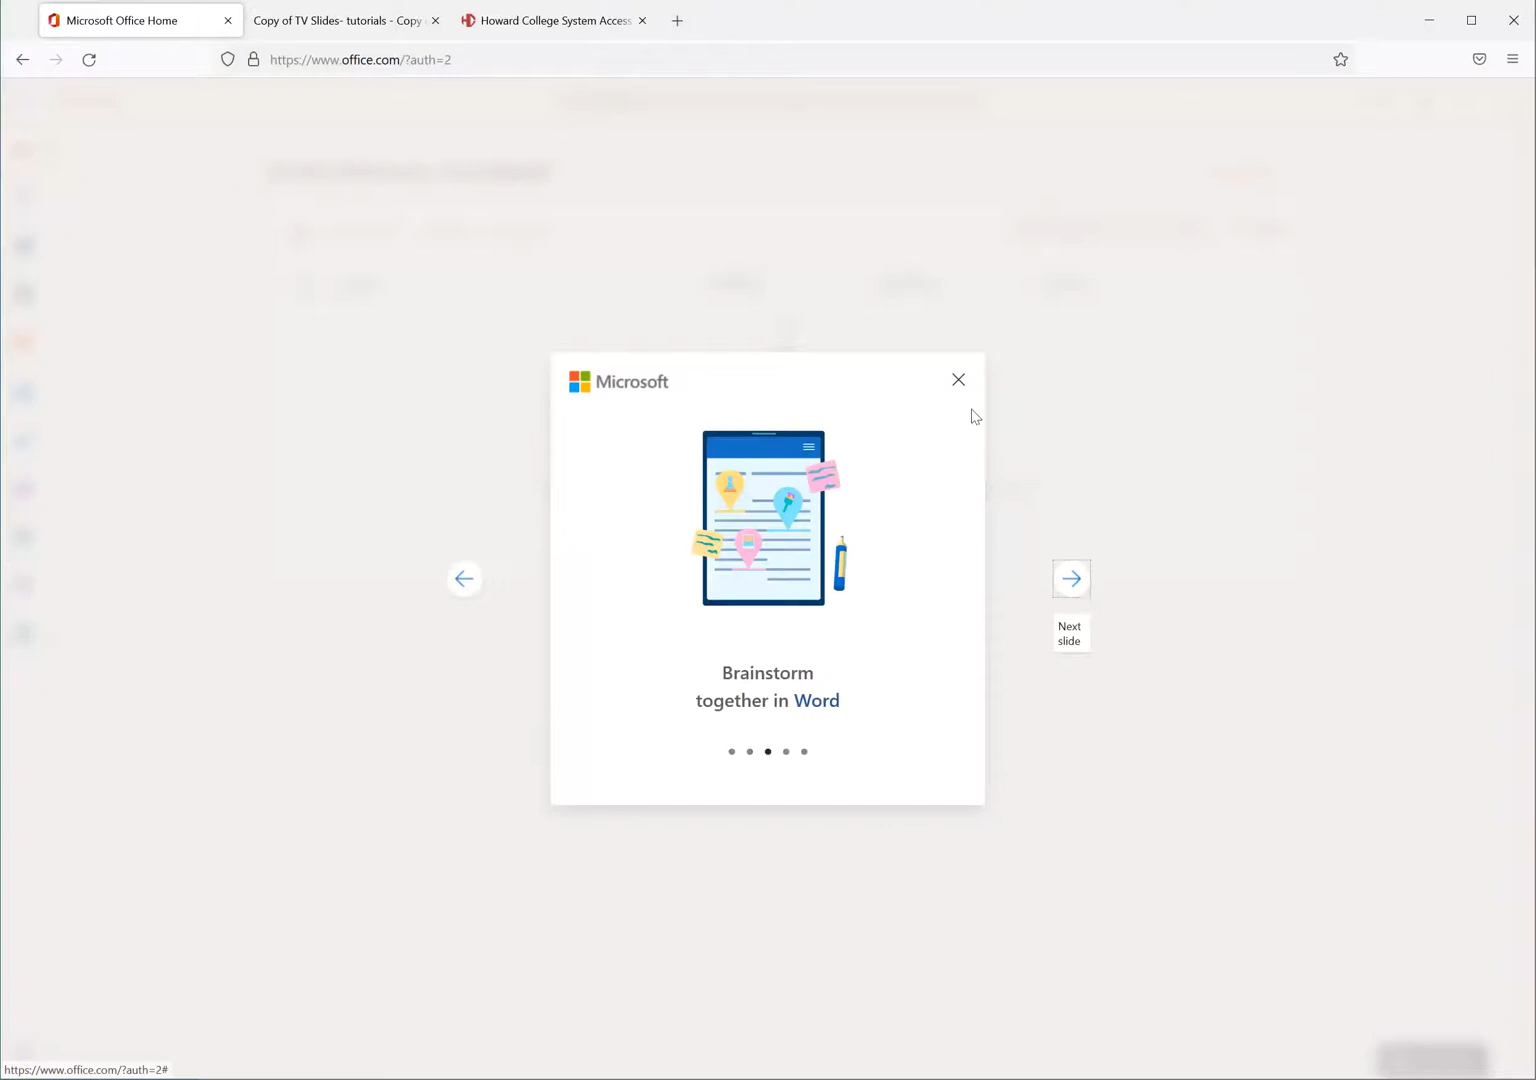 Microsoft Office Home
Copy of TV Slides- tutorials - Copy
Howard College System Access
https://www.office.com/?auth=2
Microsoft
Next
slide
Brainstorm
together in Word
https://www.office.com/?auth=2#